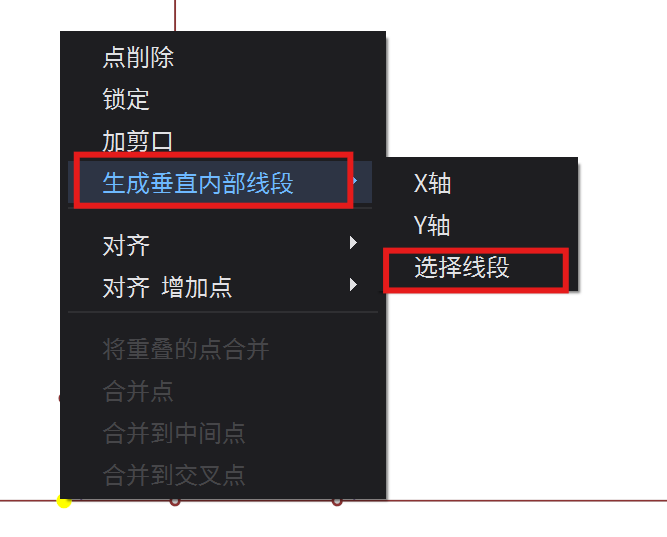 点削除
锁定
加剪口
生成垂直内部线段
X轴
Y轴
选择线段
对齐
对齐 增加点
将重叠的点合并
合并点
合并到中间点
合并到交叉点